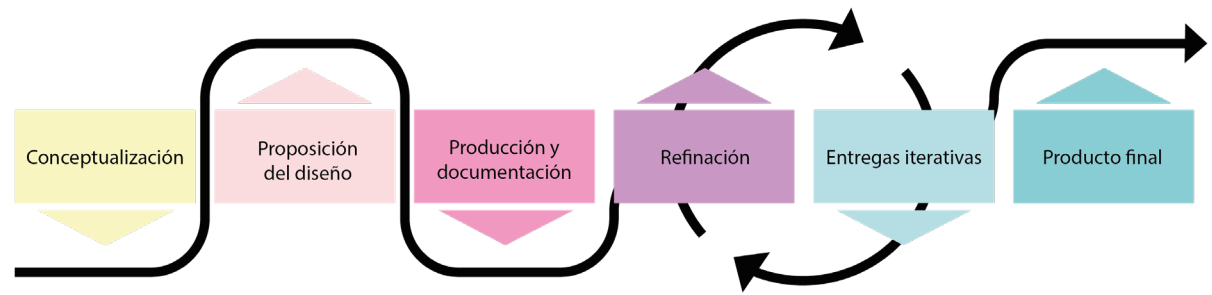 Conceptualización
Proposición
del diseño
Producción y
documentación
Refinación
Entregas iterativas
Producto final